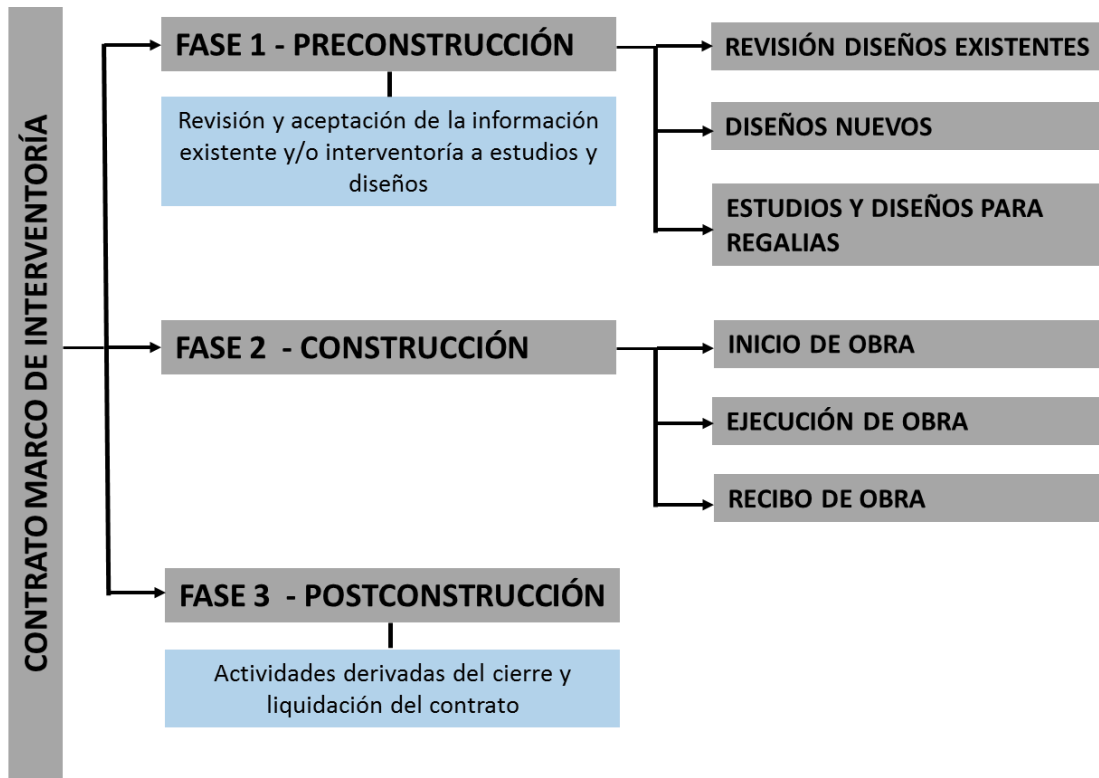 CONTRATO MARCO DE INTERVENTORÍA
FASE 1 - PRECONSTRUCCIÓN
Revisión y aceptación de la información
existente y/o interventoría a estudios y
diseños
REVISIÓN DISEÑOS EXISTENTES
DISEÑOS NUEVOS
ESTUDIOS Y DISEÑOS PARA
REGALIAS
FASE 2 - CONSTRUCCIÓN
INICIO DE OBRA
EJECUCIÓN DE OBRA
RECIBO DE OBRA
FASE 3 - POSTCONSTRUCCIÓN
Actividades derivadas del cierre y
liquidación del contrato